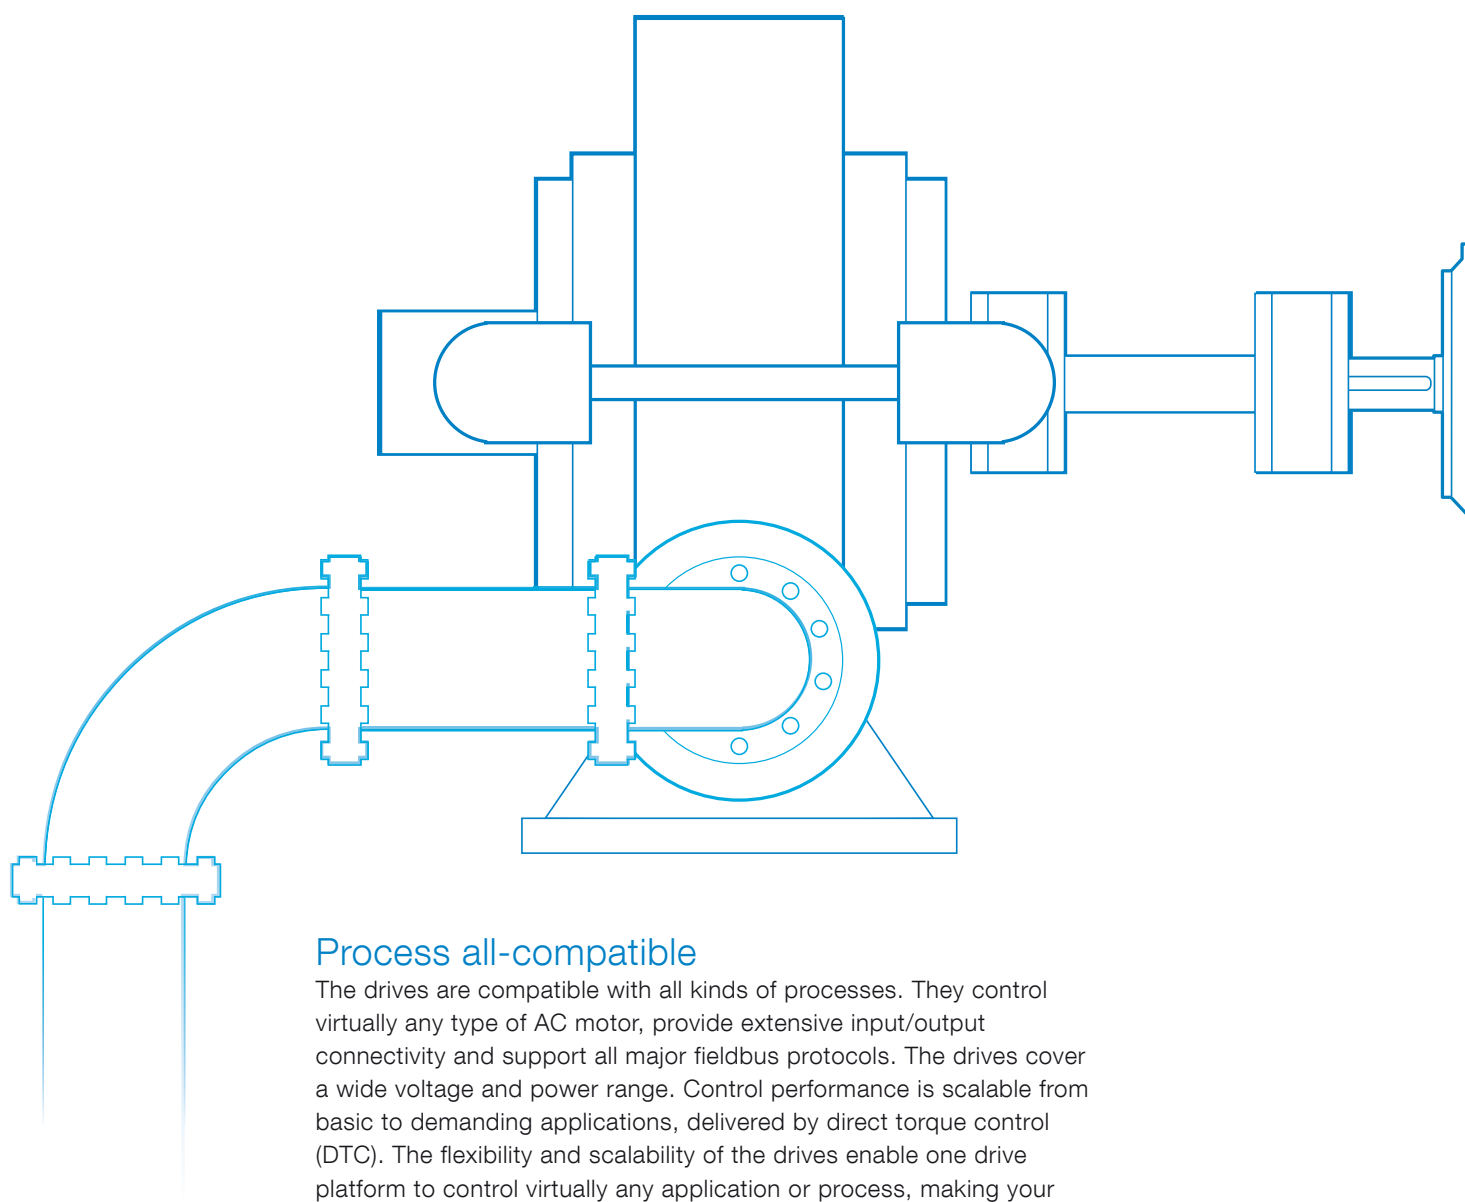 Process all-compatible
The drives are compatible with all kinds of processes. They control
virtually any type of AC motor, provide extensive input/output
connectivity and support all major fieldbus protocols. The drives cover
a wide voltage and power range. Control performance is scalable from
basic to demanding applications, delivered by direct torque control
(DTC). The flexibility and scalability of the drives enable one drive
platform to control virtually any application or process, making your